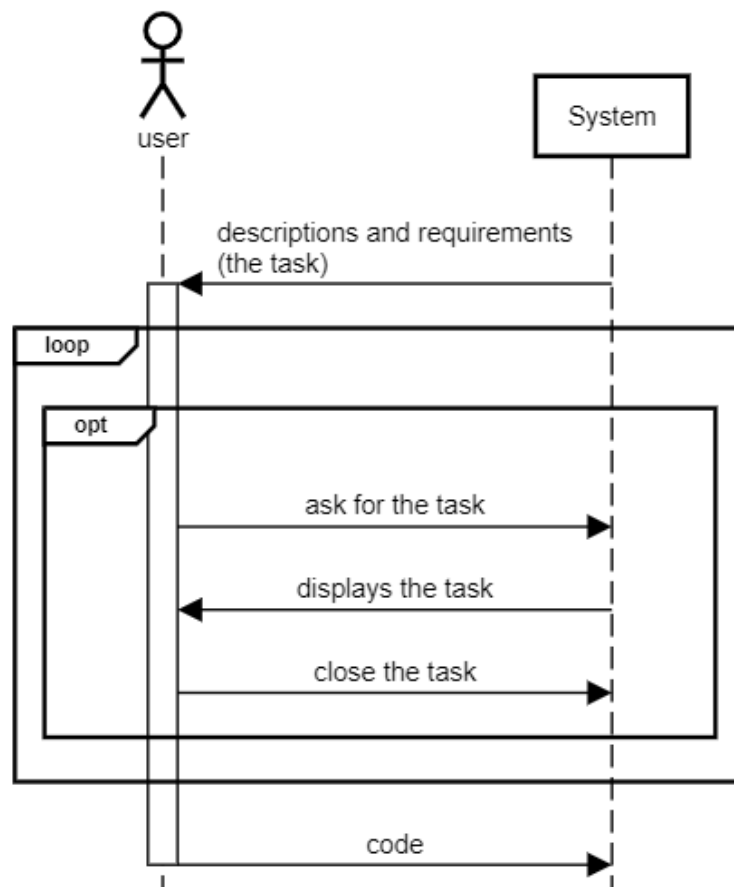 user
System
descriptions and requirements
(the task)
loop
opt
ask for the task
displays the task
close the task
code